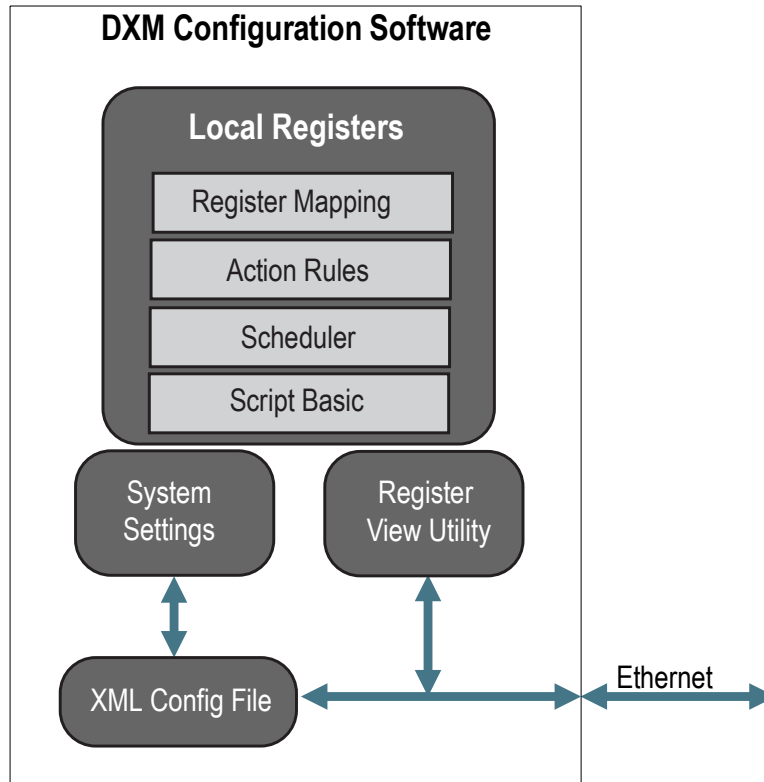 DXM Configuration Software
Local Registers
Register Mapping
Action Rules
Scheduler
Script Basic
System
Settings
Register
View Utility
XML Config File
Ethernet